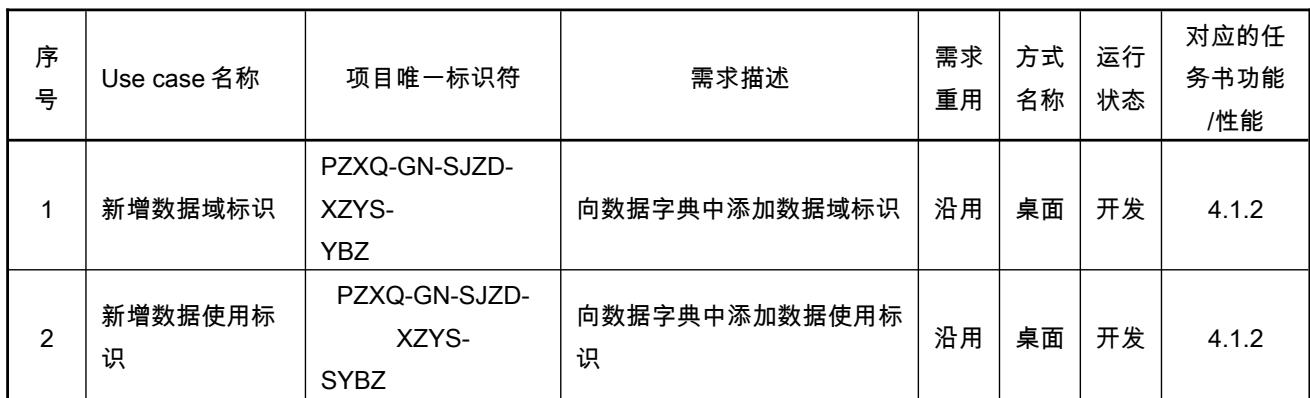 序号
Use case 名称
项目唯一标识符
需求描述
需求重用
方式名称
运行状态
对应的任务书功能/性能
1
新增数据域标识
PZXQ-GN-SJZD-
XZYS-
YBZ
向数据字典中添加数据域标识
沿用
桌面
开发
4.1.2
2
新增数据使用标
识
PZXQ-GN-SJZD-
XZYS-
SYBZ
向数据字典中添加数据使用标
识
沿用
桌面
开发
4.1.2